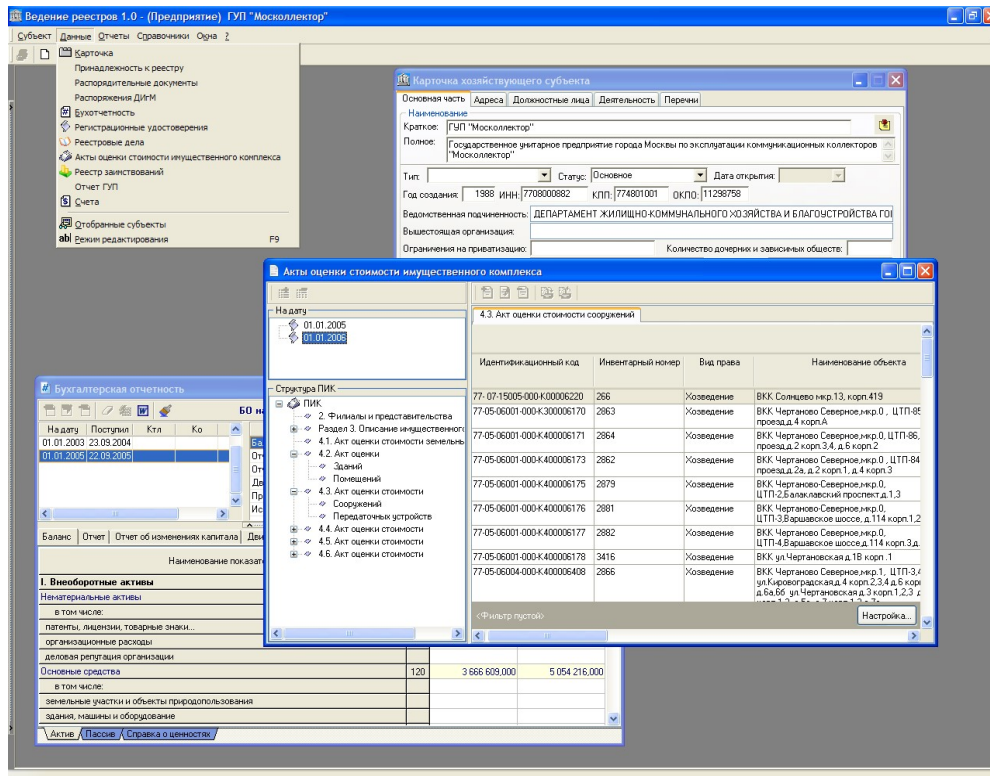 Ведение реестров 1.0 - (Предприятие) ГУП "Москоллектор"
Субъект Данные Отчеты Справочники Окна ?
Карточка
Принадлежность к реестру
Распорядительные документы
Распоряжения ДИгМ
Бухотчетность
Регистрационные удостоверения
Реестровые дела
Акты оценки стоимости имущественного комплекса
Реестр заимствований
Отчет ГУП
Счета
Отобранные субъекты
Режим редактирования F9
Карточка хозяйствующего субъекта
Основная часть Адреса Должностные лица Деятельность Перечни
Наименование
Краткое: ГУП "Москоллектор"
Полное: Государственное унитарное предприятие города Москвы по эксплуатации коммуникационных коллекторов
"Москоллектор"
Тип: Статус: Основное Дата открытия:
Год создания: 1988 ИНН: 7708000882 КПП: 774801001 ОКПО: 11298758
Ведомственная подчиненность: ДЕПАРТАМЕНТ ЖИЛИЩНО-КОММУНАЛЬНОГО ХОЗЯЙСТВА И БЛАГОУСТРОЙСТВА
Вышестоящая организация:
Ограничения на приватизацию: Количество дочерних и зависимых обществ:
Акты оценки стоимости имущественного комплекса
На дату
01.01.2005
01.01.2006
Структура ПИК
ПИК
2. Филиалы и представительства
Раздел 3. Описание имущественного
4.1. Акт оценки стоимости земельн
4.2. Акт оценки
Зданий
Помещений
4.3. Акт оценки стоимости
Сооружений
Передаточных устройств
4.4. Акт оценки стоимости
4.5. Акт оценки стоимости
4.6. Акт оценки стоимости
4.3. Акт оценки стоимости сооружений
Идентификационный код Инвентарный номер Вид права Наименование объекта
77- 07-15005-000-K00006220 266 Хозведение ВКК Солнцево мкр.13, корп.419
77-05-06001-000-K300006170 2863 Хозведение ВКК Чертаново Северное,мкр.0 , ЦТП-85
проезд,д.4 корп.А
77-05-06001-000-K400006171 2864 Хозведение ВКК Чертаново Северное,мкр.0, ЦТП-86,
проезд,д.2 корп.3,4, д.6 корп.2
77-05-06001-000-K400006173 2862 Хозведение ВКК Чертаново Северное,мкр.0 , ЦТП-84
проезд,д.2а, д.2 корп.1, д.4 корп.3
77-05-06001-000-K400006175 2879 Хозведение ВКК Чертаново-Северное,мкр.0,
ЦТП-2,Балаклавский проспект,д.1,3
77-05-06001-000-K400006176 2881 Хозведение ВКК Чертаново Северное,мкр.0,
ЦТП-3,Варшавское шоссе, д.114 корп.1,2
77-05-06001-000-K400006177 2882 Хозведение ВКК Чертаново Северное,мкр.0,
ЦТП-4,Варшавское шоссе,д.114 корп.3,д.
77-05-06001-000-K400006178 3416 Хозведение ВКК ул.Чертановская д.1В корп .1
77-05-06004-000-K400006408 2866 Хозведение ВКК Чертаново Северное,мкр.1, ЦТП-3,4
ул.Кировоградская,д.4 корп.2,3,4 д.6 корп
д.6а,6б ул.Чертановская д.3 корп.1,2,3
<Фильтр пустой> Настройка...
Бухгалтерская отчетность
БО на
На дату Поступил Ктл Ко
01.01.2003 23.09.2004
01.01.2005 22.09.2005
Баланс Отчет Отчет об изменениях капитала
Наименование показат
I. Внеоборотные активы
Нематериальные активы
в том числе:
патенты, лицензии, товарные знаки...
организационные расходы
деловая репутация организации
Основные средства 120 3 666 609,000 5 054 216,000
в том числе:
земельные участки и объекты природопользования
здания, машины и оборудование
Актив Пассив Справка о ценностях